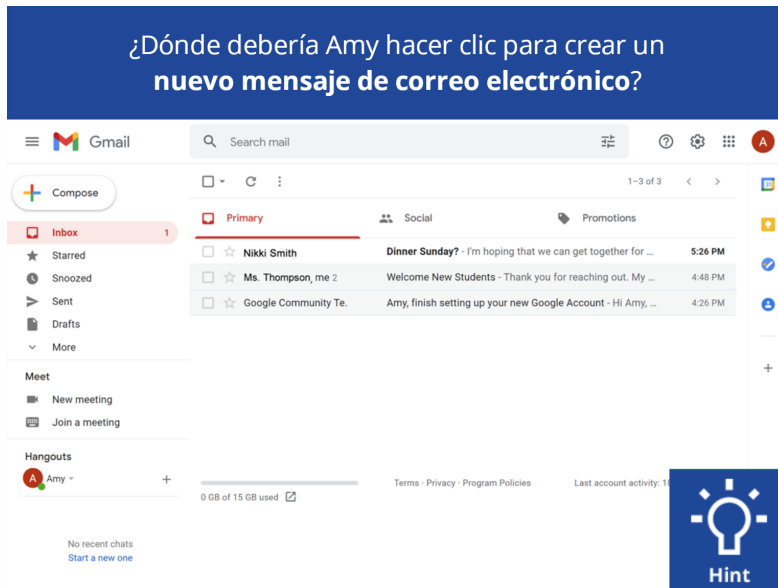 ¿Dónde debería Amy hacer clic para crear un
nuevo mensaje de correo electrónico?
Gmail
Search mail
A
Compose
1–3 of 3
31
Primary
Social
Promotions
Inbox 1
Starred
Snoozed
Sent
Drafts
More
Nikki Smith Dinner Sunday? - I'm hoping that we can get together for ... 5:26 PM
Ms. Thompson, me 2 Welcome New Students - Thank you for reaching out. My ... 4:48 PM
Google Community Te. Amy, finish setting up your new Google Account - Hi Amy, ... 4:26 PM
Meet
New meeting
Join a meeting
Hangouts
A Amy
No recent chats
Start a new one
0 GB of 15 GB used
Terms · Privacy · Program Policies
Last account activity:
Hint